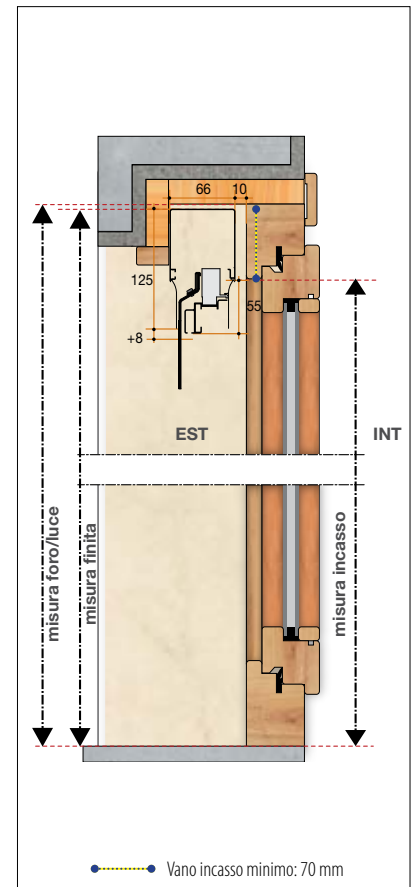 66
10
125
55
+8
EST
INT
misura foro/luce
misura finita
misura incasso
Vano incasso minimo: 70 mm